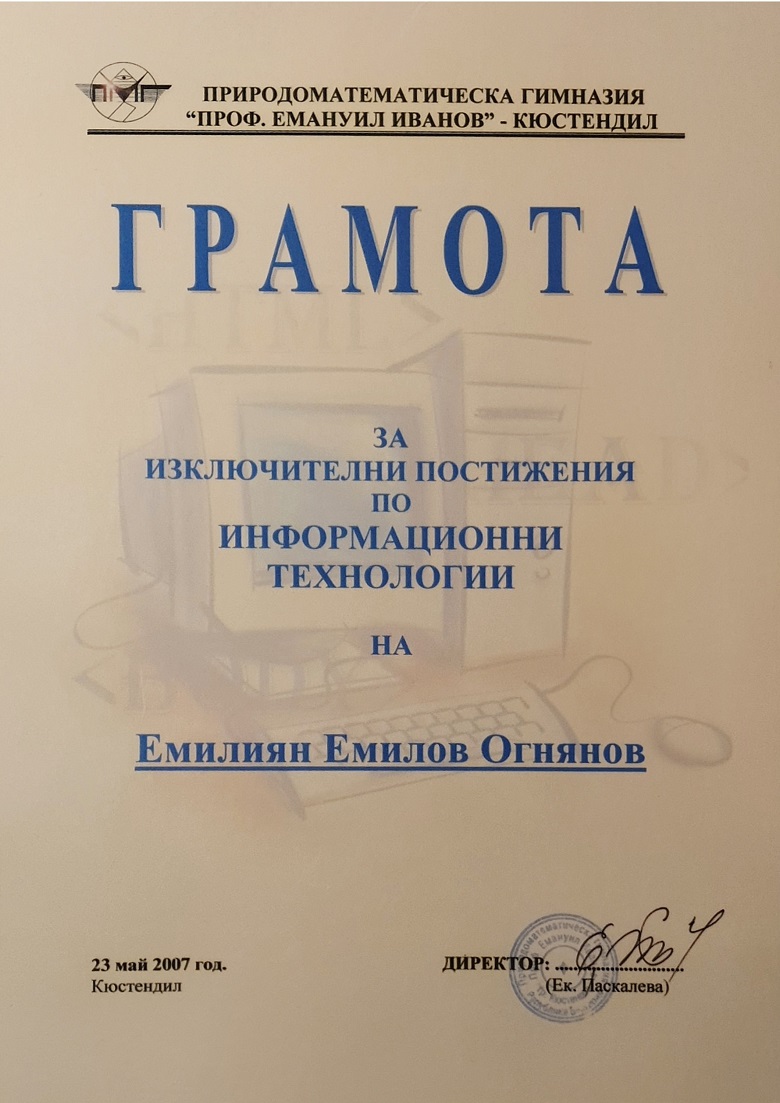 ПМГ
ПРИРОДОМАТЕМАТИЧЕСКА ГИМНАЗИЯ
“ПРОФ. ЕМАНУИЛ ИВАНОВ” - КЮСТЕНДИЛ
ГРАМОТА
ЗА
ИЗКЛЮЧИТЕЛНИ ПОСТИЖЕНИЯ
ПО
ИНФОРМАЦИОННИ
ТЕХНОЛОГИИ
НА
Емилиян Емилов Огнянов
23 май 2007 год.
Кюстендил
ДИРЕКТОР: ........................
(Ек. Паскалева)